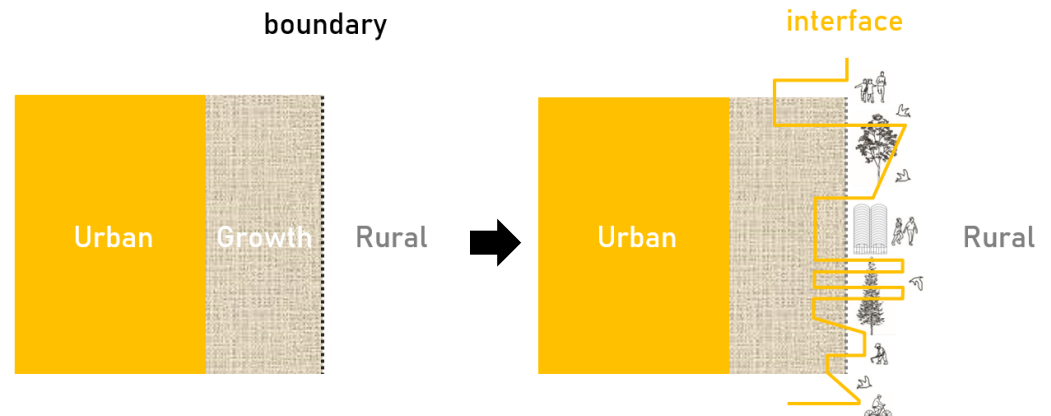 boundary
interface
Urban
Growth
Rural
Urban
Rural